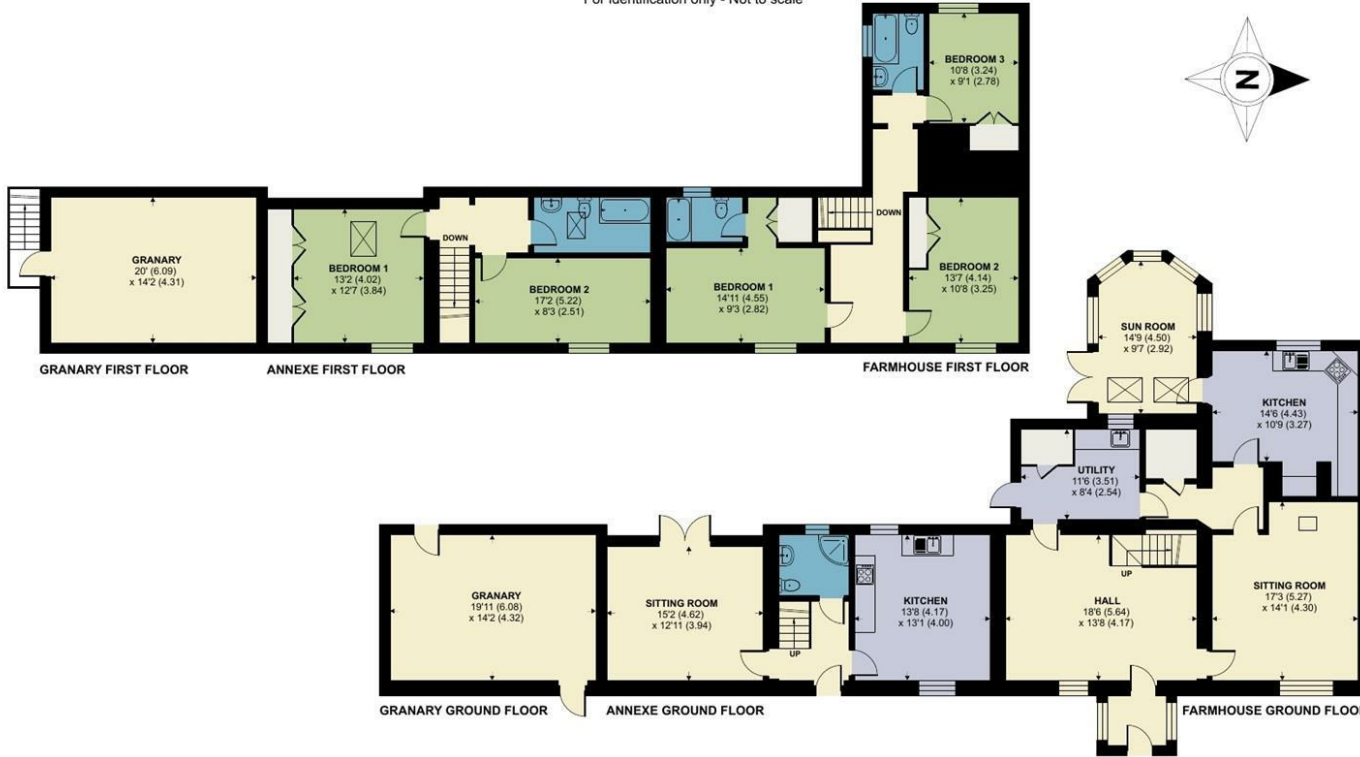 For identification only - Not to scale
N
BEDROOM 3
10'8 (3.24)
x 9'1 (2.78)
GRANARY
20' (6.09)
x 14'2 (4.31)
BEDROOM 1
13'2 (4.02)
x 12'7 (3.84)
DOWN
BEDROOM 2
17'2 (5.22)
x 8'3 (2.51)
BEDROOM 1
14'11 (4.55)
x 9'3 (2.82)
DOWN
BEDROOM 2
13'7 (4.14)
x 10'8 (3.25)
GRANARY FIRST FLOOR
ANNEXE FIRST FLOOR
FARMHOUSE FIRST FLOOR
SUN ROOM
14'9 (4.50)
x 9'7 (2.92)
KITCHEN
14'6 (4.43)
x 10'9 (3.27)
UTILITY
11'6 (3.51)
x 8'4 (2.54)
GRANARY
19'11 (6.08)
x 14'2 (4.32)
SITTING ROOM
15'2 (4.62)
x 12'11 (3.94)
UP
KITCHEN
13'8 (4.17)
x 13'1 (4.00)
UP
HALL
18'6 (5.64)
x 13'8 (4.17)
SITTING ROOM
17'3 (5.27)
x 14'1 (4.30)
GRANARY GROUND FLOOR
ANNEXE GROUND FLOOR
FARMHOUSE GROUND FLOOR